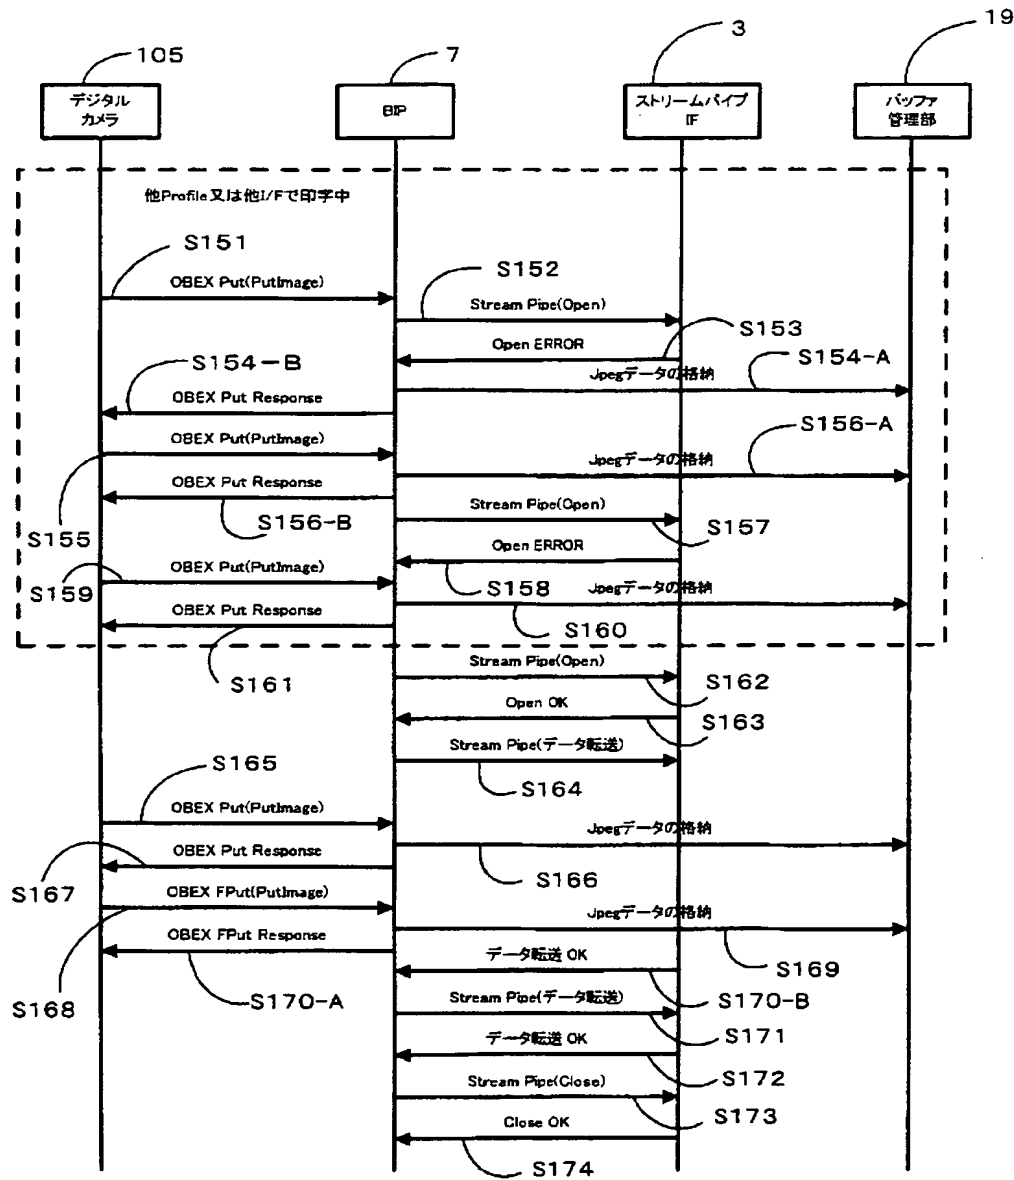 105
7
3
19
デジタル
カメラ
BIP
ストリームパイプ
IF
バッファ
管理部
他Profile又は他I/Fで印字中
S151
OBEX Put(PutImage)
S152
Stream Pipe(Open)
S153
Open ERROR
S154-B
S154-A
Jpegデータの格納
OBEX Put Response
S156-A
OBEX Put(PutImage)
Jpegデータの格納
OBEX Put Response
S156-B
Stream Pipe(Open)
S157
S155
Open ERROR
OBEX Put(PutImage)
S159
S158
Jpegデータの格納
OBEX Put Response
S160
Stream Pipe(Open)
S161
S162
Open OK
S163
Stream Pipe(データ転送)
S165
S164
OBEX Put(PutImage)
Jpegデータの格納
OBEX Put Response
S167
S166
OBEX FPut(PutImage)
Jpegデータの格納
OBEX FPut Response
データ転送 OK
S169
S168
S170-A
S170-B
Stream Pipe(データ転送)
S171
データ転送 OK
S172
Stream Pipe(Close)
S173
Close OK
S174